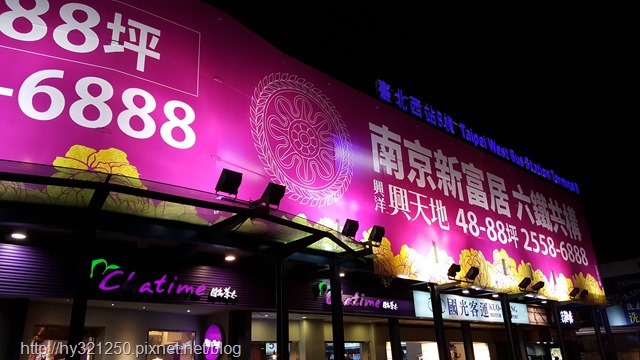 88坪
-6888
臺北西站B棟 Taipei West Bus Station Terminal B
南京新富居 六鐵共構
興洋 興天地 48-88坪 2558-6888
Chatime 日出茶太
Chatime 日出茶太
國光客運 KUO-
http://hy321250.pixnet.net/blog